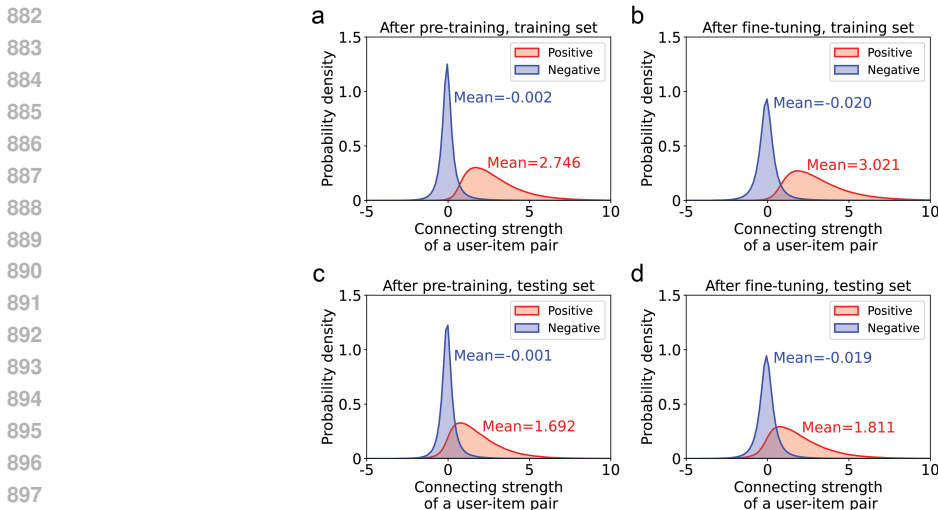 882
883
884
885
886
887
888
889
890
891
892
893
894
895
896
897
a
After pre-training, training set
1.5
1.0
0.5
0
-5
0
5
10
Probability density
Positive
Negative
Mean=-0.002
Mean=2.746
Connecting strength
of a user-item pair
b
After fine-tuning, training set
1.5
1.0
0.5
0
-5
0
5
10
Probability density
Positive
Negative
Mean=-0.020
Mean=3.021
Connecting strength
of a user-item pair
c
After pre-training, testing set
1.5
1.0
0.5
0
-5
0
5
10
Probability density
Positive
Negative
Mean=-0.001
Mean=1.692
Connecting strength
of a user-item pair
d
After fine-tuning, testing set
1.5
1.0
0.5
0
-5
0
5
10
Probability density
Positive
Negative
Mean=-0.019
Mean=1.811
Connecting strength
of a user-item pair